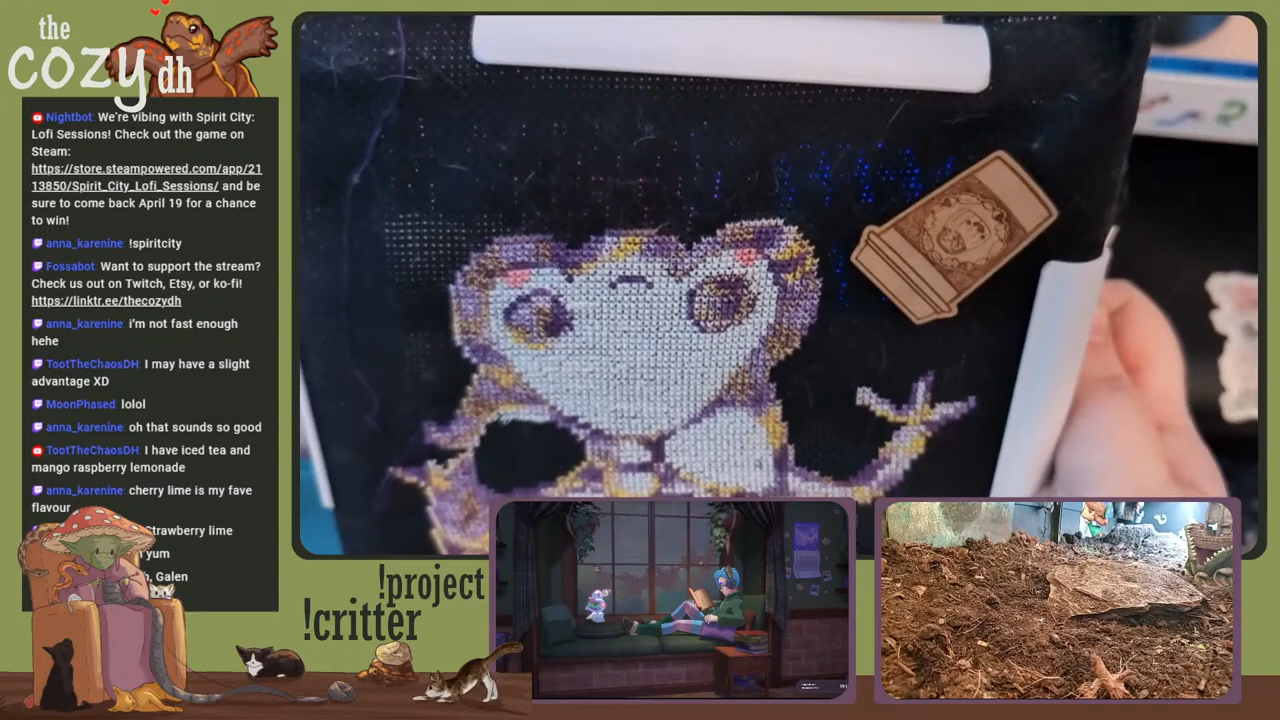 the
cozy dh
Nightbot: We're vibing with Spirit City:
Lofi Sessions! Check out the game on
Steam:
https://store.steampowered.com/app/21
13850/Spirit_City_Lofi_Sessions/ and be
sure to come back April 19 for a chance
to win!
anna_karenine: !spiritcity
Fossabot: Want to support the stream?
Check us out on Twitch, Etsy, or ko-fi!
https://linktr.ee/thecozydh
anna_karenine: i'm not fast enough
hehe
TootTheChaosDH: I may have a slight
advantage XD
MoonPhased: lolol
anna_karenine: oh that sounds so good
TootTheChaosDH: I have iced tea and
mango raspberry lemonade
anna_karenine: cherry lime is my fave
flavour
Strawberry lime
yum
Galen
!project
!critter